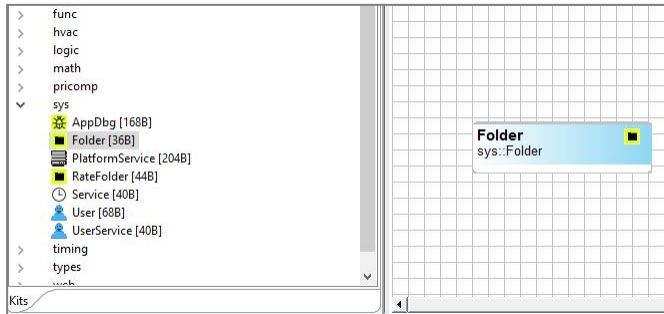 func
hvac
logic
math
pricomp
sys
AppDbg [168B]
Folder [36B]
PlatformService [204B]
RateFolder [44B]
Service [40B]
User [68B]
UserService [40B]
timing
types
web
Kits
Folder
sys::Folder